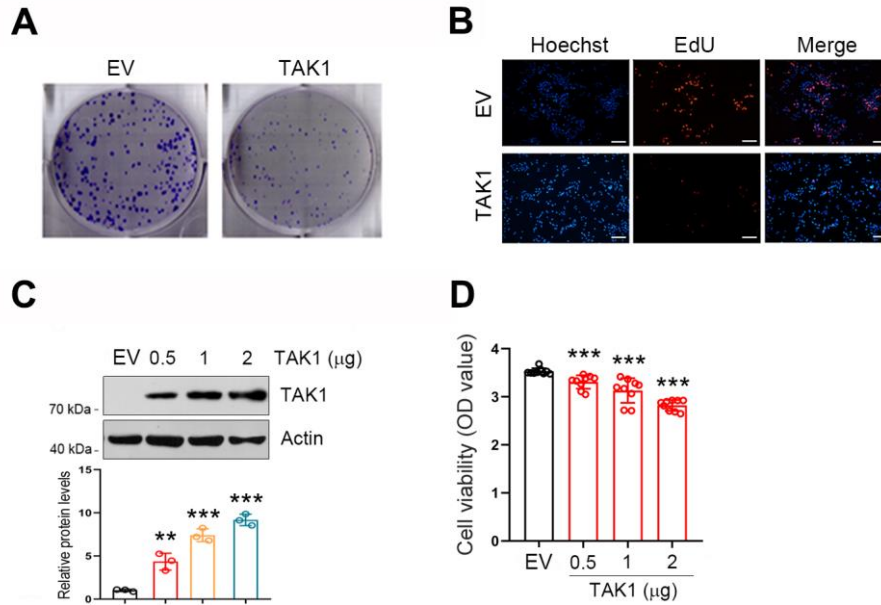 A
EV TAK1
B
Hoechst EdU Merge
EV
TAK1
C
EV 0.5 1 2 TAK1 (μg)
70 kDa - TAK1
40 kDa - Actin
Relative protein levels
15
10
5
0
** *** ***
D
Cell viability (OD value)
4
3
2
1
0
*** *** ***
EV 0.5 1 2
TAK1 (μg)